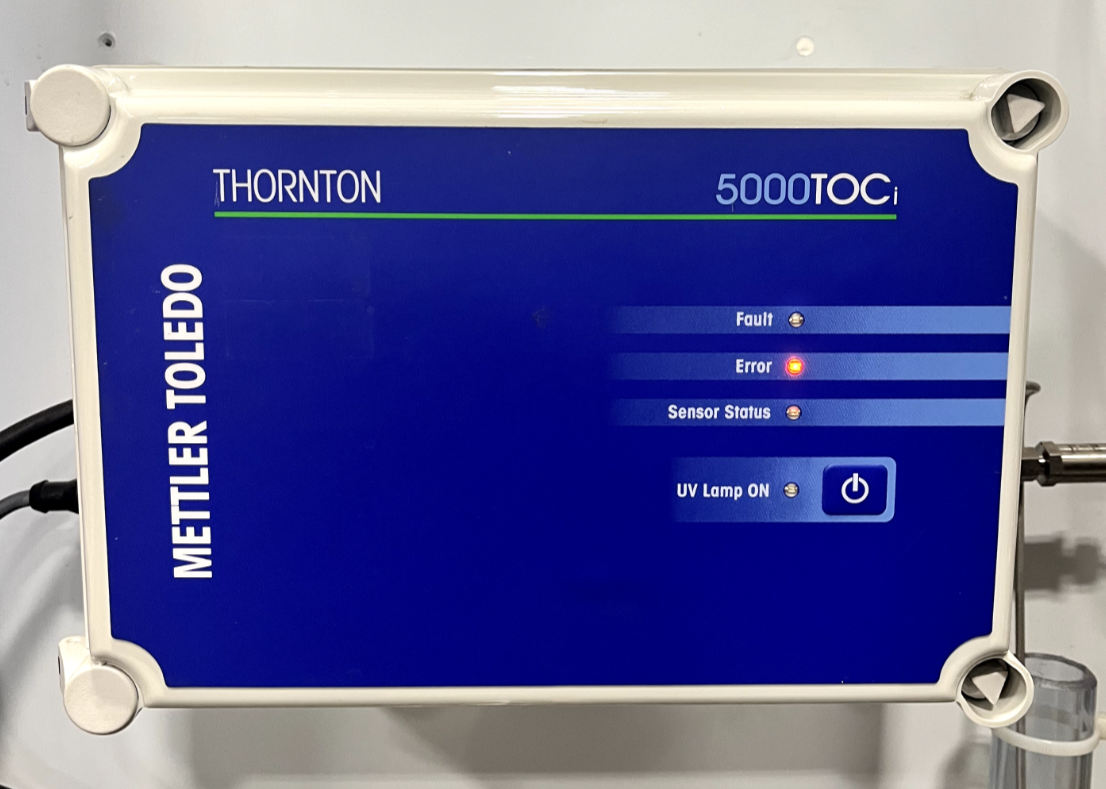 THORNTON
5000TOCi
METTLER TOLEDO
Fault
Error
Sensor Status
UV Lamp ON